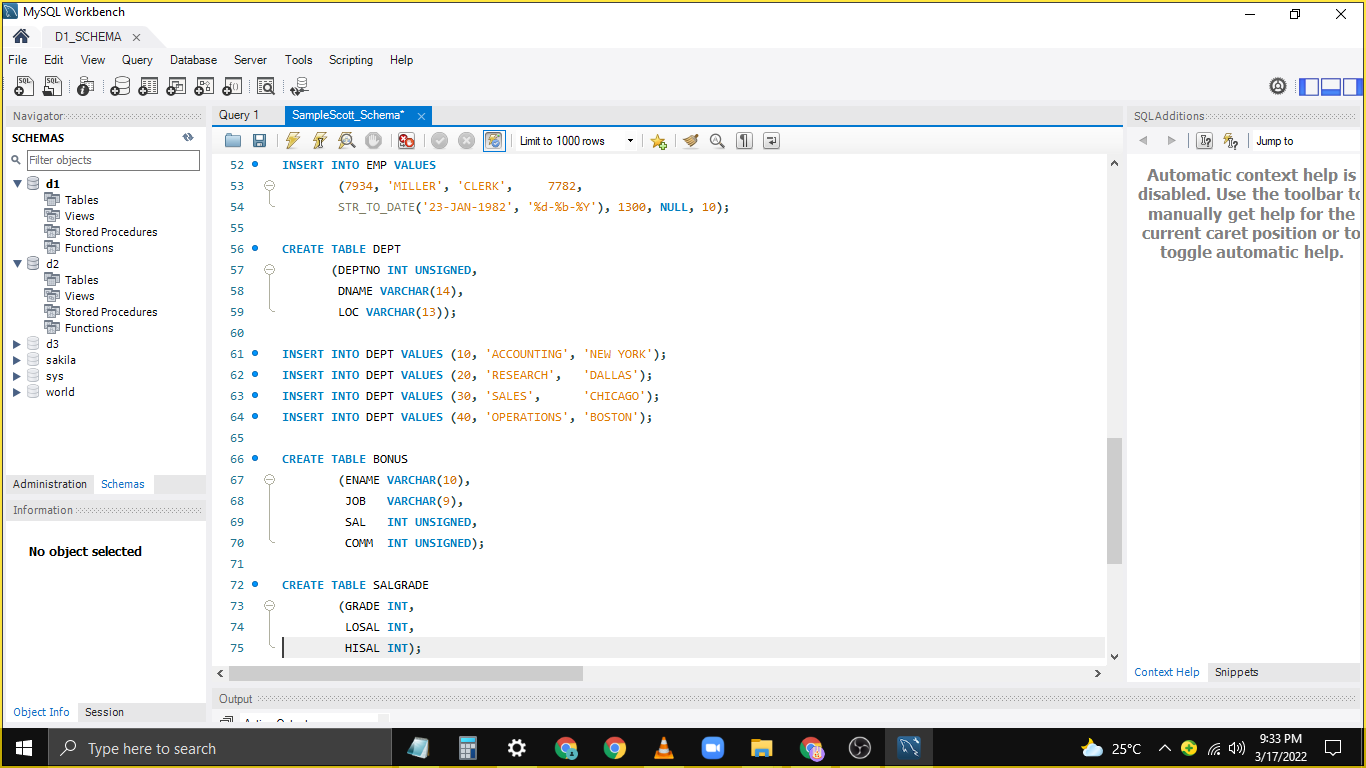 MySQL Workbench
D1_SCHEMA
File Edit View Query Database Server Tools Scripting Help
Navigator
SCHEMAS
Filter objects
d1
Tables
Views
Stored Procedures
Functions
d2
Tables
Views
Stored Procedures
Functions
d3
sakila
sys
world
Administration Schemas
Information
No object selected
Object Info Session
Query 1 SampleScott_Schema*
Limit to 1000 rows
52 INSERT INTO EMP VALUES
53 (7934, 'MILLER', 'CLERK', 7782,
54 STR_TO_DATE('23-JAN-1982', '%d-%b-%Y'), 1300, NULL, 10);
55
56 CREATE TABLE DEPT
57 (DEPTNO INT UNSIGNED,
58 DNAME VARCHAR(14),
59 LOC VARCHAR(13));
60
61 INSERT INTO DEPT VALUES (10, 'ACCOUNTING', 'NEW YORK');
62 INSERT INTO DEPT VALUES (20, 'RESEARCH', 'DALLAS');
63 INSERT INTO DEPT VALUES (30, 'SALES', 'CHICAGO');
64 INSERT INTO DEPT VALUES (40, 'OPERATIONS', 'BOSTON');
65
66 CREATE TABLE BONUS
67 (ENAME VARCHAR(10),
68 JOB VARCHAR(9),
69 SAL INT UNSIGNED,
70 COMM INT UNSIGNED);
71
72 CREATE TABLE SALGRADE
73 (GRADE INT,
74 LOSAL INT,
75 HISAL INT);
Output
SQLAdditions
Jump to
Automatic context help is
disabled. Use the toolbar to
manually get help for the
current caret position or to
toggle automatic help.
Context Help Snippets
Type here to search
25°C
9:33 PM
3/17/2022